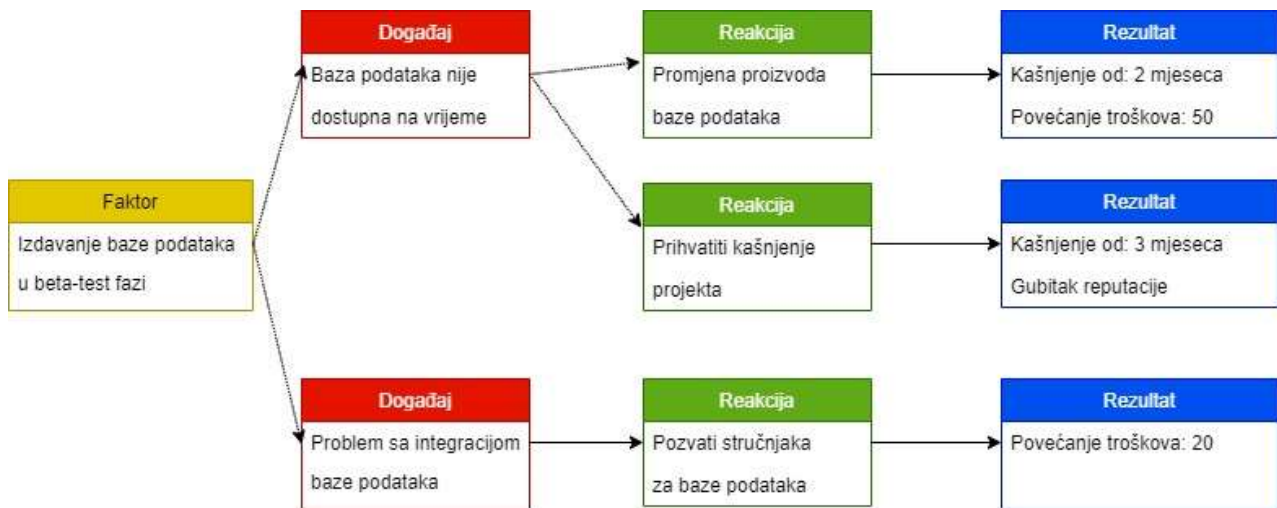 Događaj
Baza podataka nije
dostupna na vrijeme
Reakcija
Promjena proizvoda
baze podataka
Rezultat
Kašnjenje od: 2 mjeseca
Povećanje troškova: 50
Faktor
Izdavanje baze podataka
u beta-test fazi
Reakcija
Prihvatiti kašnjenje
projekta
Rezultat
Kašnjenje od: 3 mjeseca
Gubitak reputacije
Događaj
Problem sa integracijom
baze podataka
Reakcija
Pozvati stručnjaka
za baze podataka
Rezultat
Povećanje troškova: 20